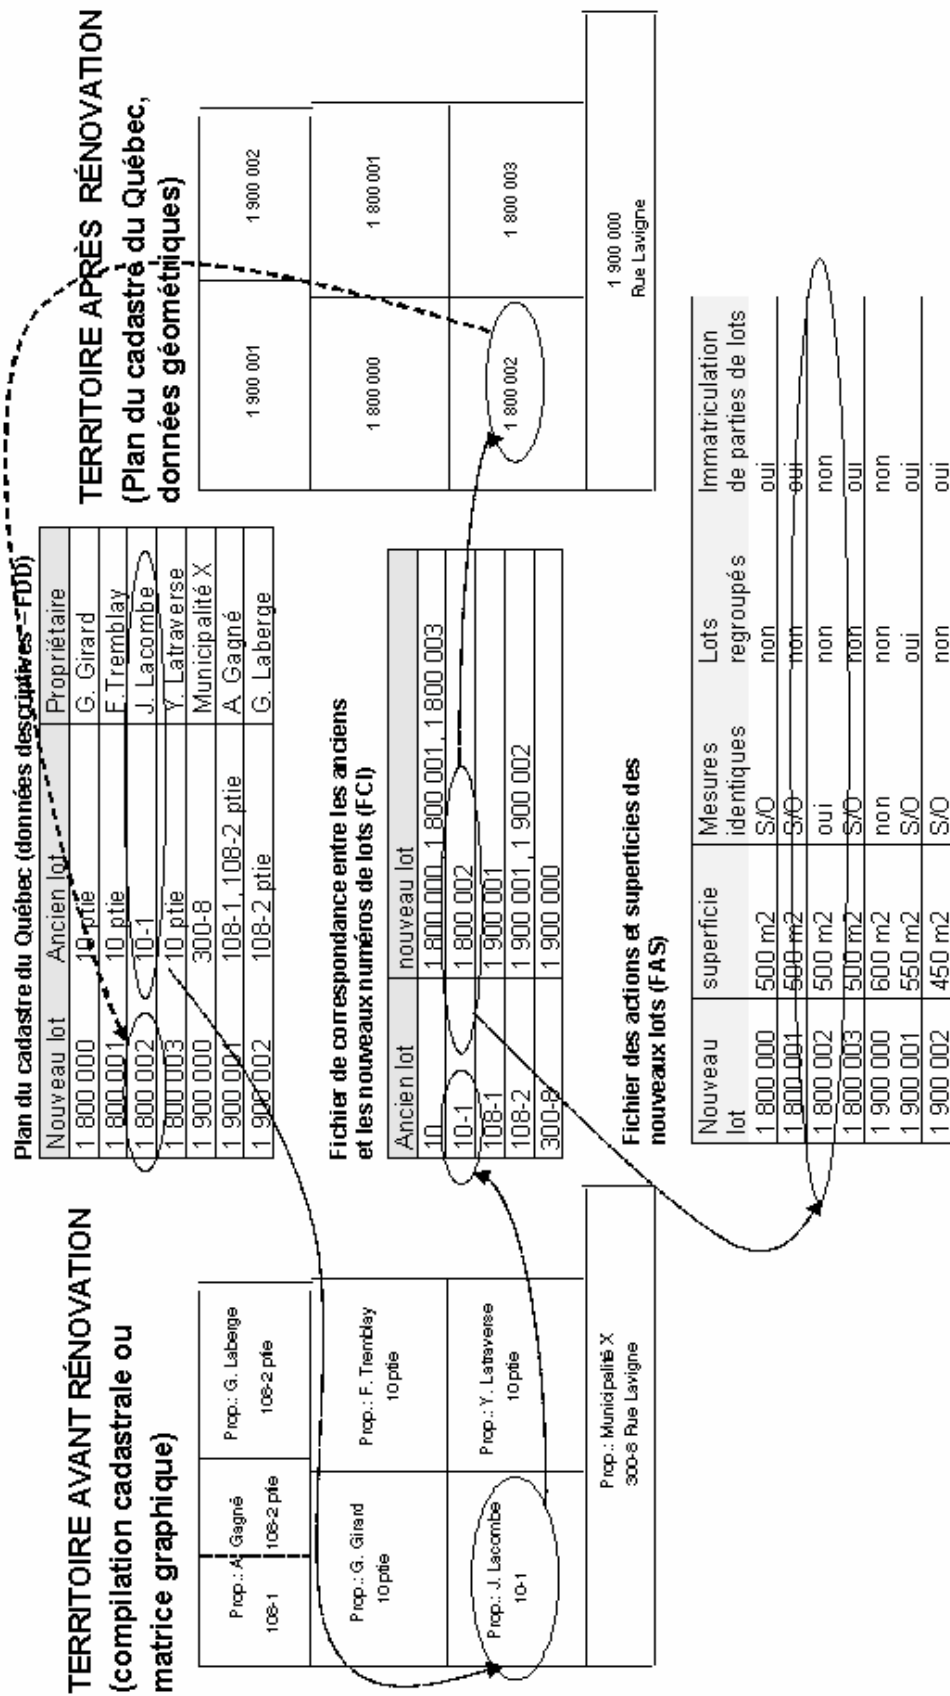 TERRITOIRE AVANT RÉNOVATION
(compilation cadastrale ou
matrice graphique)
Prop.: A. Gagné
108-1
108-2 ptie
Prop.: G. Laberge
108-2 ptie
Prop.: G. Girard
10 ptie
Prop.: F. Tremblay
10 ptie
Prop.: J. Lacombe
10-1
Prop.: Y. Latraverse
10 ptie
Prop.: Municipalité X
300-8 Rue Lavigne
Plan du cadastre du Québec (données descriptives – FDD)
Nouveau lot Ancien lot Propriétaire
1 800 000 10 ptie G. Girard
1 800 001 10 ptie F. Tremblay
1 800 002 10-1 J. Lacombe
1 800 003 10 ptie Y. Latraverse
1 900 000 300-8 Municipalité X
1 900 001 108-1, 108-2 ptie A. Gagné
1 900 002 108-2 ptie G. Laberge
Fichier de correspondance entre les anciens
et les nouveaux numéros de lots (FCI)
Ancien lot nouveau lot
10 1 800 000, 1 800 001, 1 800 003
10-1 1 800 002
108-1 1 900 001
108-2 1 900 001, 1 900 002
300-8 1 900 000
Fichier des actions et superficies des
nouveaux lots (FAS)
Nouveau superficie Mesures Lots Immatriculation
lot identiques regroupés de parties de lots
1 800 000 500 m2 S/O non oui
1 800 001 500 m2 S/O non oui
1 800 002 500 m2 oui non non
1 800 003 500 m2 S/O non oui
1 900 000 600 m2 non non non
1 900 001 550 m2 S/O oui oui
1 900 002 450 m2 S/O non oui
TERRITOIRE APRÈS RÉNOVATION
(Plan du cadastre du Québec,
données géométriques)
1 900 001
1 900 002
1 800 000
1 800 001
1 800 002
1 800 003
1 900 000
Rue Lavigne